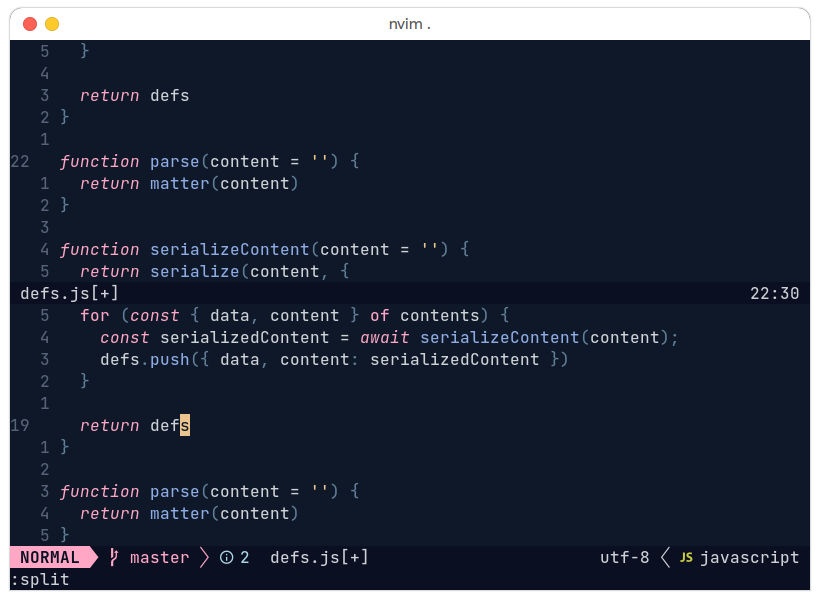 nvim .
5   }
4
3   return defs
2 }
1
22   function parse(content = '') {
1   return matter(content)
2 }
3
4 function serializeContent(content = '') {
5   return serialize(content, {
defs.js[+] 22:30
5   for (const { data, content } of contents) {
4     const serializedContent = await serializeContent(content);
3     defs.push({ data, content: serializedContent })
2   }
1
19   return defs
1 }
2
3 function parse(content = '') {
4   return matter(content)
5 }
NORMAL master 2 defs.js[+] utf-8 JS javascript
:split